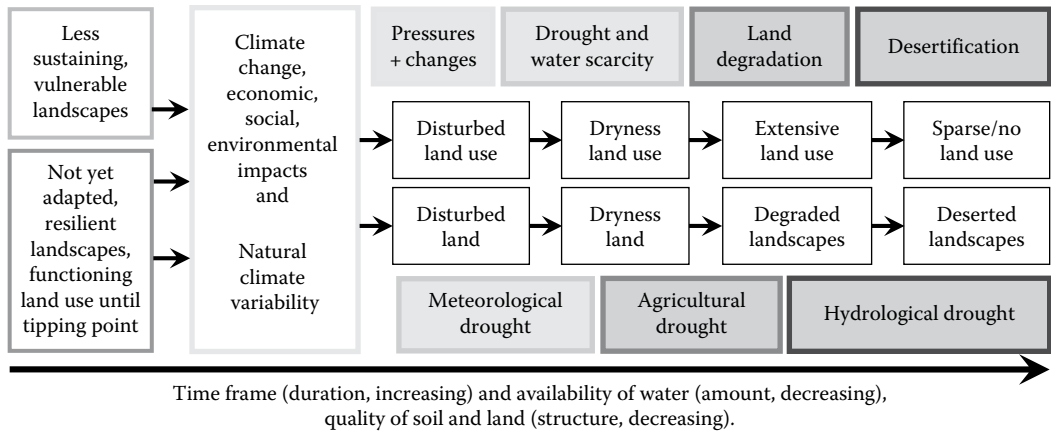 Less
sustaining,
vulnerable
landscapes
Not yet
adapted,
resilient
landscapes,
functioning
land use until
tipping point
Climate
change,
economic,
social,
environmental
impacts
and
Natural
climate
variability
Pressures
+ changes
Drought and
water scarcity
Land
degradation
Desertification
Disturbed
land use
Dryness
land use
Extensive
land use
Sparse/no
land use
Disturbed
land
Dryness
land
Degraded
landscapes
Deserted
landscapes
Meteorological
drought
Agricultural
drought
Hydrological drought
Time frame (duration, increasing) and availability of water (amount, decreasing),
quality of soil and land (structure, decreasing).